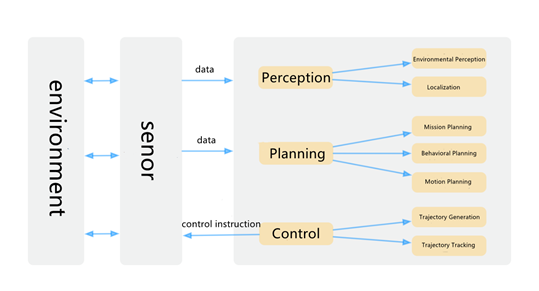 environment
senor
data
data
control instruction
Perception
Environmental Perception
Localization
Planning
Mission Planning
Behavioral Planning
Motion Planning
Control
Trajectory Generation
Trajectory Tracking